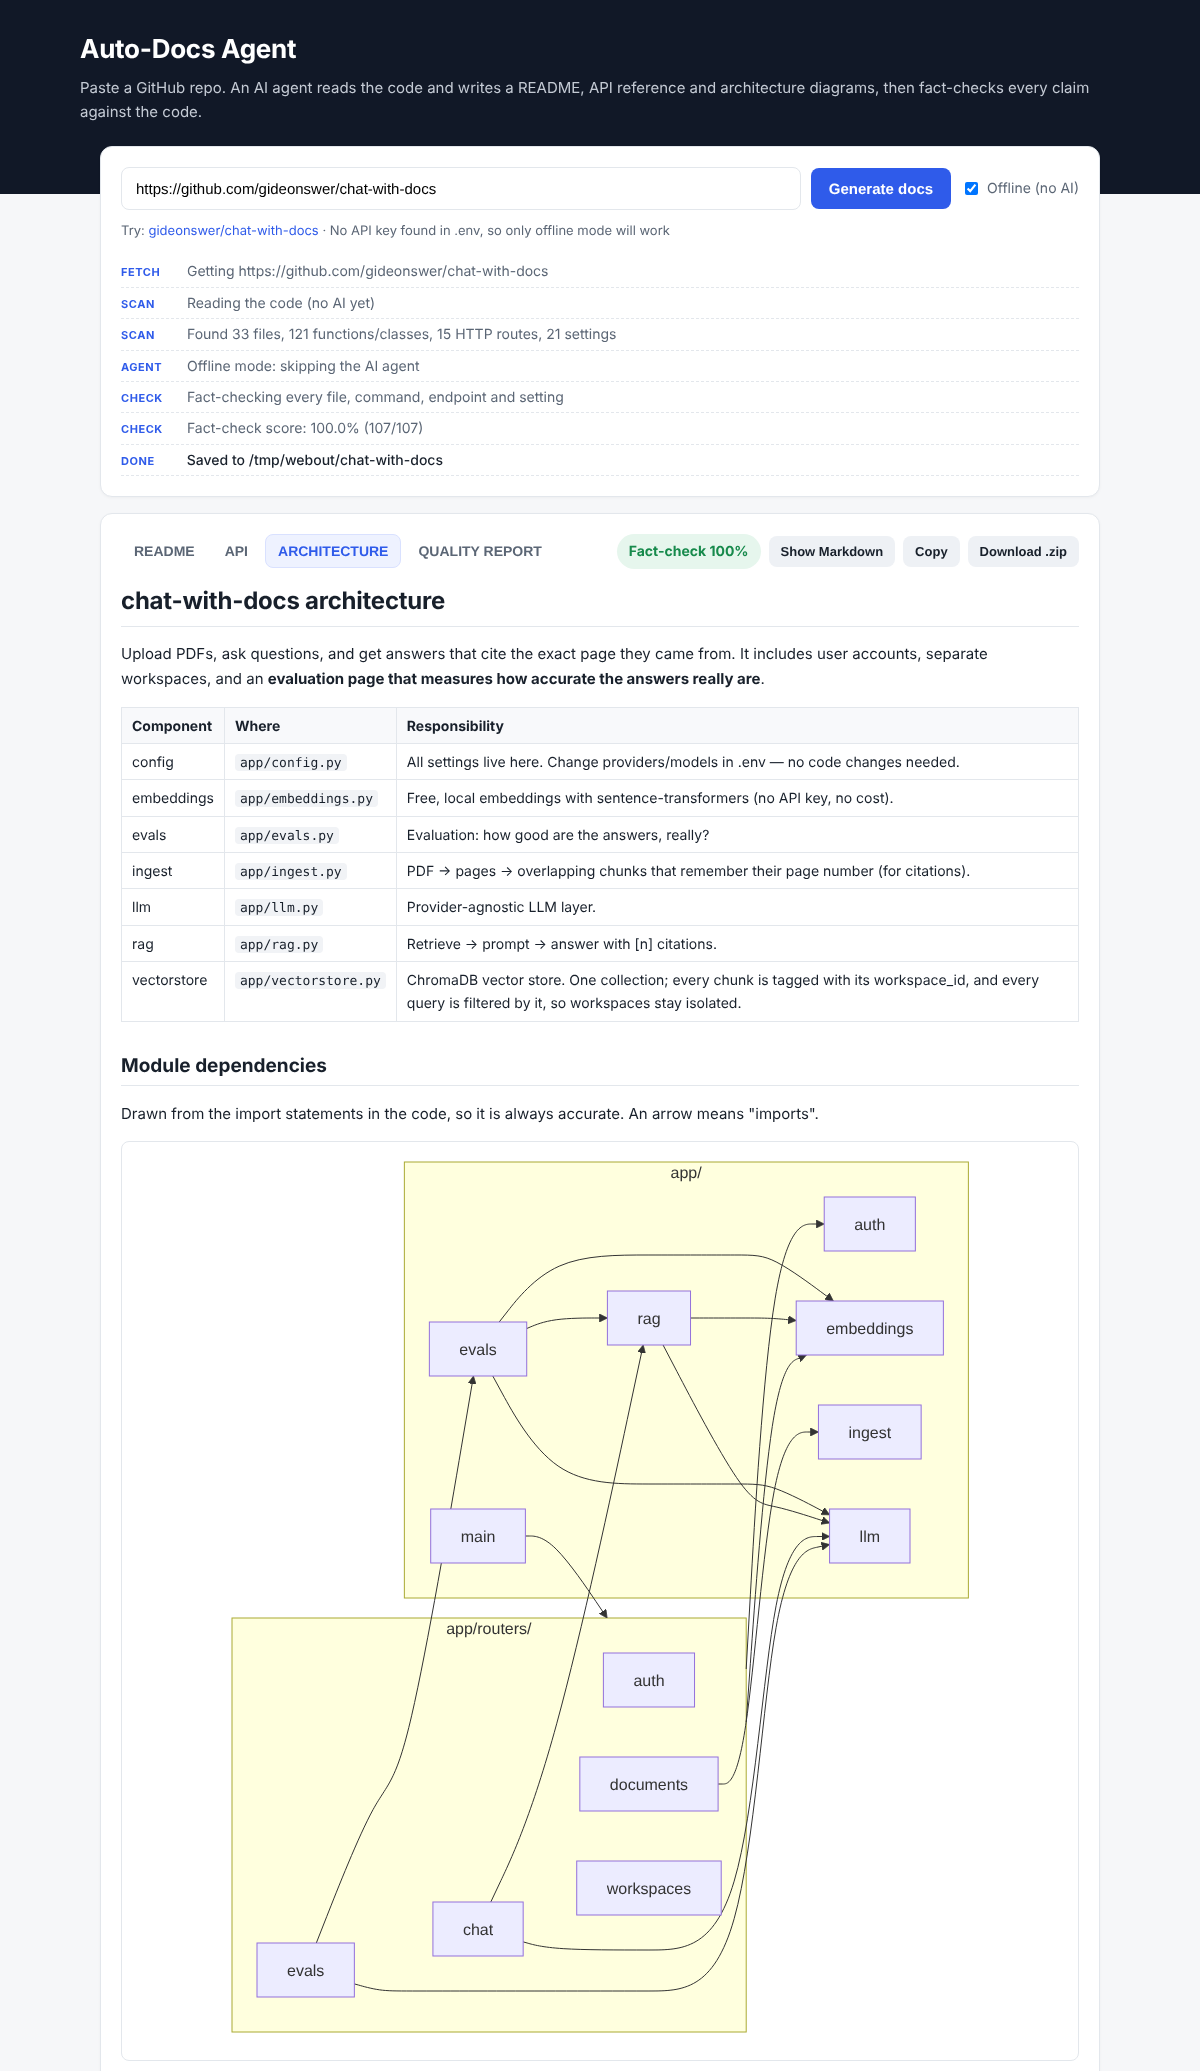 Auto-Docs Agent
Paste a GitHub repo. An AI agent reads the code and writes a README, API reference and architecture diagrams, then fact-checks every claim
against the code.
https://github.com/gideonswer/chat-with-docs
Generate docs
Offline (no AI)
Try: gideonswer/chat-with-docs · No API key found in .env, so only offline mode will work
FETCH Getting https://github.com/gideonswer/chat-with-docs
SCAN Reading the code (no AI yet)
SCAN Found 33 files, 121 functions/classes, 15 HTTP routes, 21 settings
AGENT Offline mode: skipping the AI agent
CHECK Fact-checking every file, command, endpoint and setting
CHECK Fact-check score: 100.0% (107/107)
DONE Saved to /tmp/webout/chat-with-docs
README API ARCHITECTURE QUALITY REPORT Fact-check 100% Show Markdown Copy Download .zip
chat-with-docs architecture
Upload PDFs, ask questions, and get answers that cite the exact page they came from. It includes user accounts, separate
workspaces, and an evaluation page that measures how accurate the answers really are.
Component Where Responsibility
config app/config.py All settings live here. Change providers/models in .env — no code changes needed.
embeddings app/embeddings.py Free, local embeddings with sentence-transformers (no API key, no cost).
evals app/evals.py Evaluation: how good are the answers, really?
ingest app/ingest.py PDF → pages → overlapping chunks that remember their page number (for citations).
llm app/llm.py Provider-agnostic LLM layer.
rag app/rag.py Retrieve → prompt → answer with [n] citations.
vectorstore app/vectorstore.py ChromaDB vector store. One collection; every chunk is tagged with its workspace_id, and every
query is filtered by it, so workspaces stay isolated.
Module dependencies
Drawn from the import statements in the code, so it is always accurate. An arrow means "imports".
app/
auth
rag
embeddings
evals
ingest
main
llm
app/routers/
auth
documents
workspaces
chat
evals